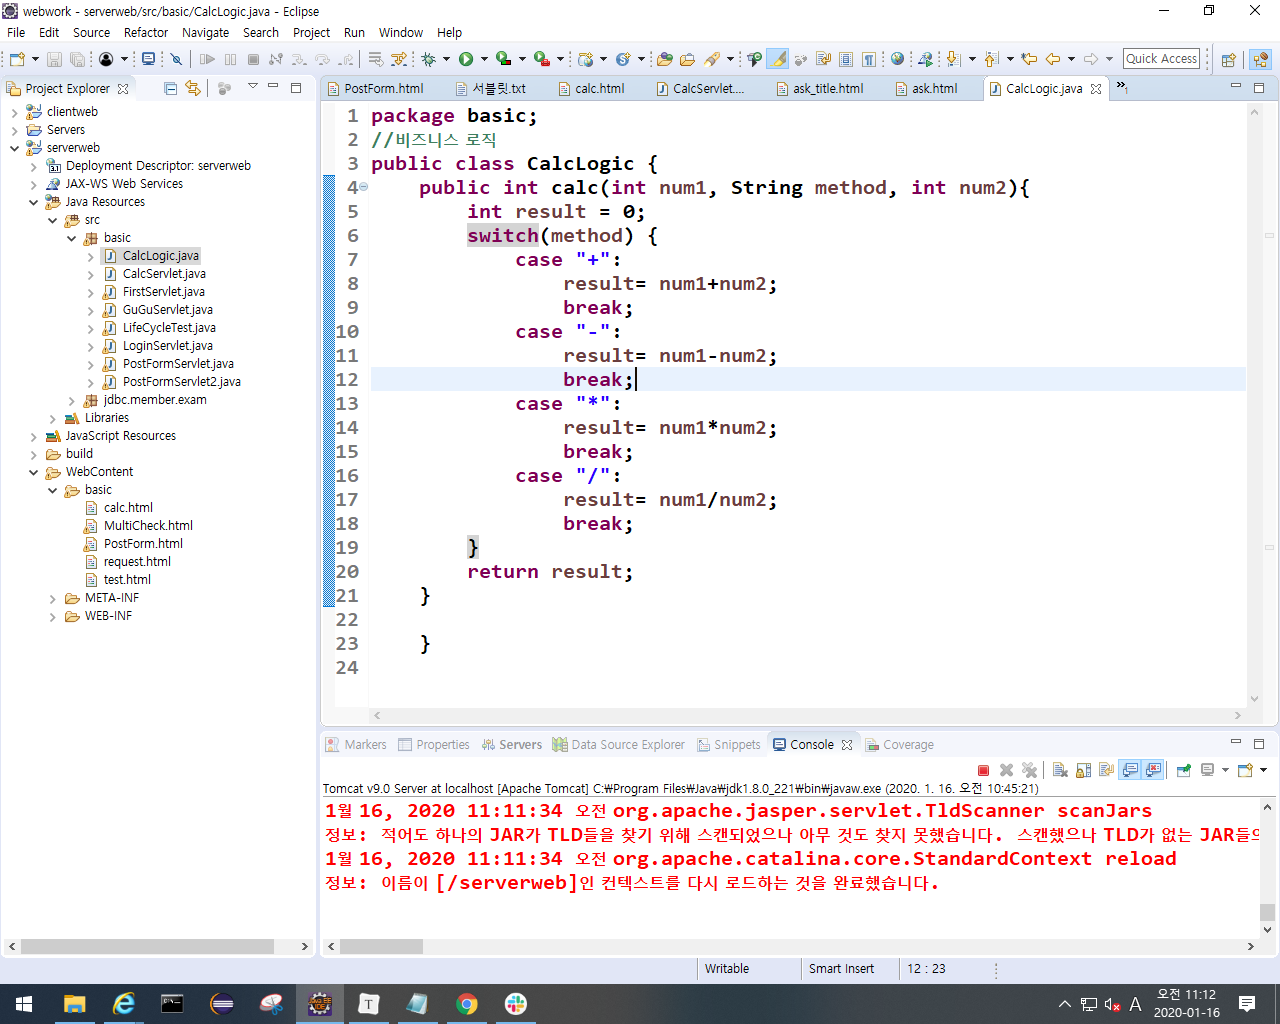 webwork - serverweb/src/basic/CalcLogic.java - Eclipse
File Edit Source Refactor Navigate Search Project Run Window Help
Quick Access
Project Explorer
clientweb
Servers
serverweb
Deployment Descriptor: serverweb
JAX-WS Web Services
Java Resources
src
basic
CalcLogic.java
CalcServlet.java
FirstServlet.java
GuGuServlet.java
LifeCycleTest.java
LoginServlet.java
PostFormServlet.java
PostFormServlet2.java
jdbc.member.exam
Libraries
JavaScript Resources
build
WebContent
basic
calc.html
MultiCheck.html
PostForm.html
request.html
test.html
META-INF
WEB-INF
PostForm.html 서블릿.txt calc.html CalcServlet.... ask_title.html ask.html CalcLogic.java »1
1 package basic;
2 //비즈니스 로직
3 public class CalcLogic {
4 public int calc(int num1, String method, int num2){
5 int result = 0;
6 switch(method) {
7 case "+":
8 result= num1+num2;
9 break;
10 case "-":
11 result= num1-num2;
12 break;
13 case "*":
14 result= num1*num2;
15 break;
16 case "/":
17 result= num1/num2;
18 break;
19 }
20 return result;
21 }
22
23 }
24
Markers Properties Servers Data Source Explorer Snippets Console Coverage
Tomcat v9.0 Server at localhost [Apache Tomcat] C:₩Program Files₩Java₩jdk1.8.0_221₩bin₩javaw.exe (2020. 1. 16. 오전 10:45:21)
1월 16, 2020 11:11:34 오전 org.apache.jasper.servlet.TldScanner scanJars
정보: 적어도 하나의 JAR가 TLD들을 찾기 위해 스캔되었으나 아무 것도 찾지 못했습니다. 스캔했으나 TLD가 없는 JAR들의
1월 16, 2020 11:11:34 오전 org.apache.catalina.core.StandardContext reload
정보: 이름이 [/serverweb]인 컨텍스트를 다시 로드하는 것을 완료했습니다.
Writable Smart Insert 12 : 23
A
오전 11:12
2020-01-16